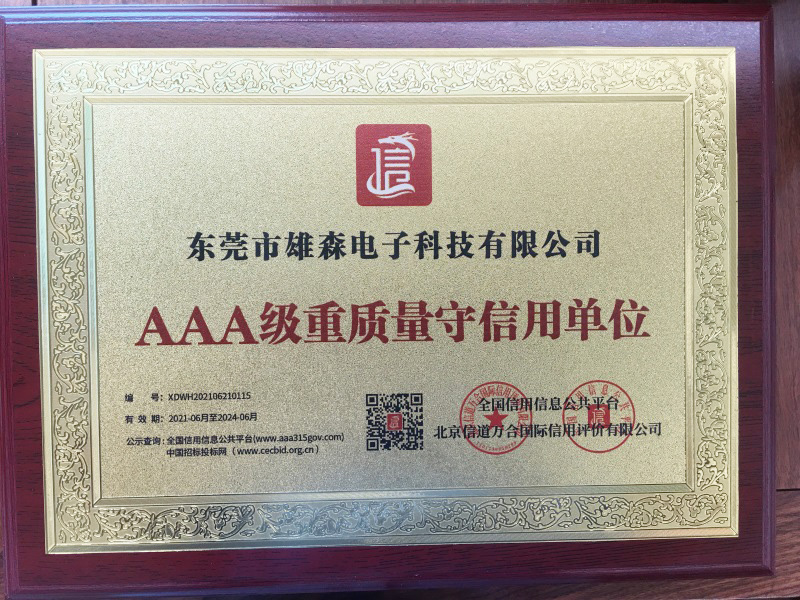 信
东莞市雄森电子科技有限公司
AAA级重质量守信用单位
编 号：XDWH202106210115
有 效 期：2021-06月至2024-06月
公示查询：全国信用信息公共平台(www.aaa315gov.com)
中国招标投标网（www.cecbid.org.cn）
全国信用信息公共平台
北京信道万合国际信用评价有限公司